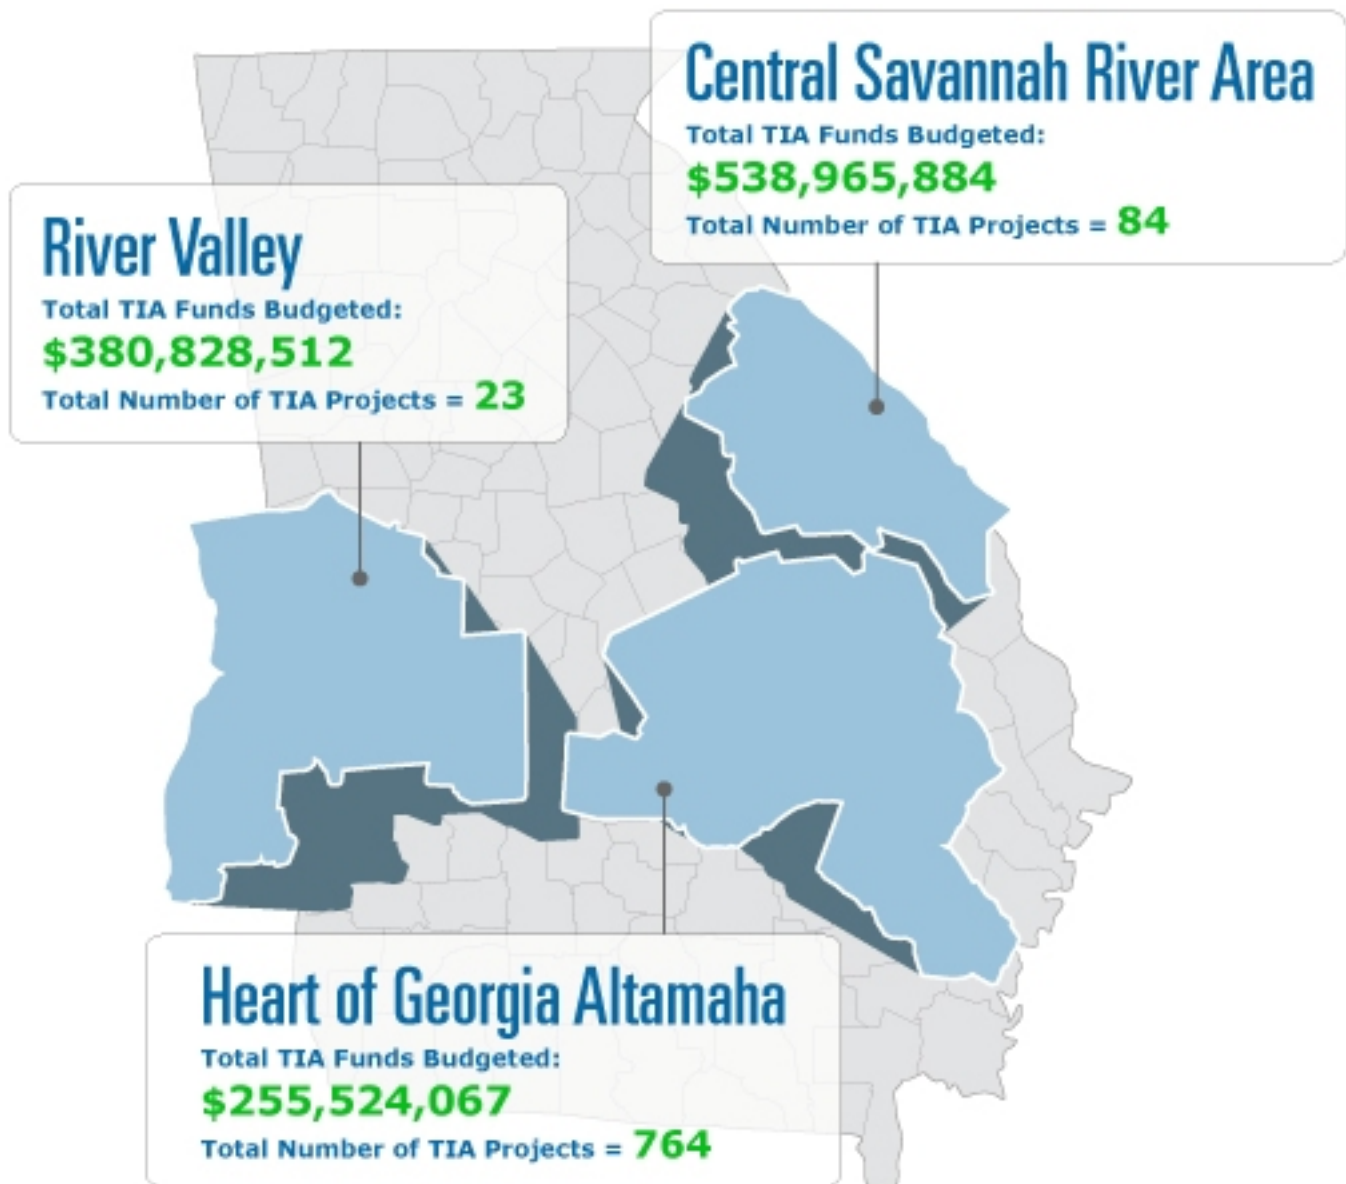 Central Savannah River Area
Total TIA Funds Budgeted:
$538,965,884
Total Number of TIA Projects = 84
River Valley
Total TIA Funds Budgeted:
$380,828,512
Total Number of TIA Projects = 23
Heart of Georgia Altamaha
Total TIA Funds Budgeted:
$255,524,067
Total Number of TIA Projects = 764